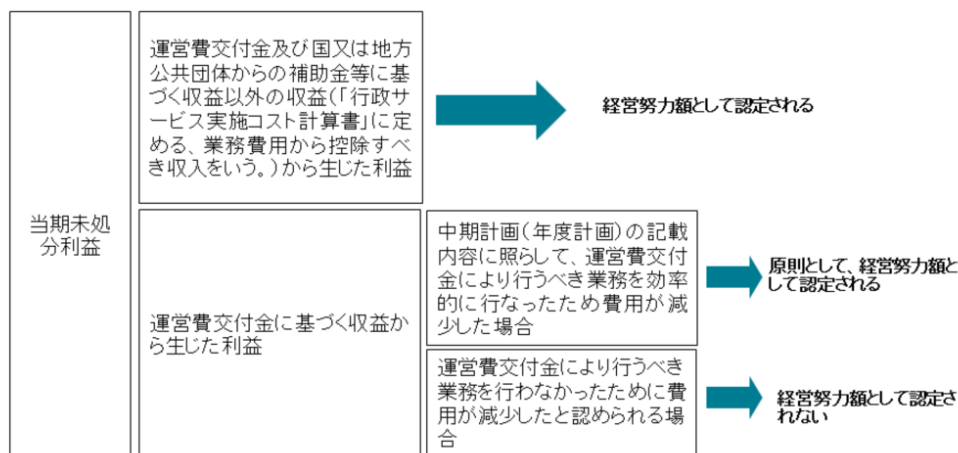 当期未処
分利益
運営費交付金及び国又は地方
公共団体からの補助金等に基
づく収益以外の収益(「行政サ
ービス実施コスト計算書」に定
める、業務費用から控除すべ
き収入をいう。)から生じた利益
経営努力額として認定される
運営費交付金に基づく収益か
ら生じた利益
中期計画(年度計画)の記載
内容に照らして、運営費交付
金により行うべき業務を効率
的に行なったため費用が減
少した場合
原則として、経営努力額と
して認定される
運営費交付金により行うべき
業務を行わなかったために費
用が減少したと認められる場
合
経営努力額として認定さ
れない